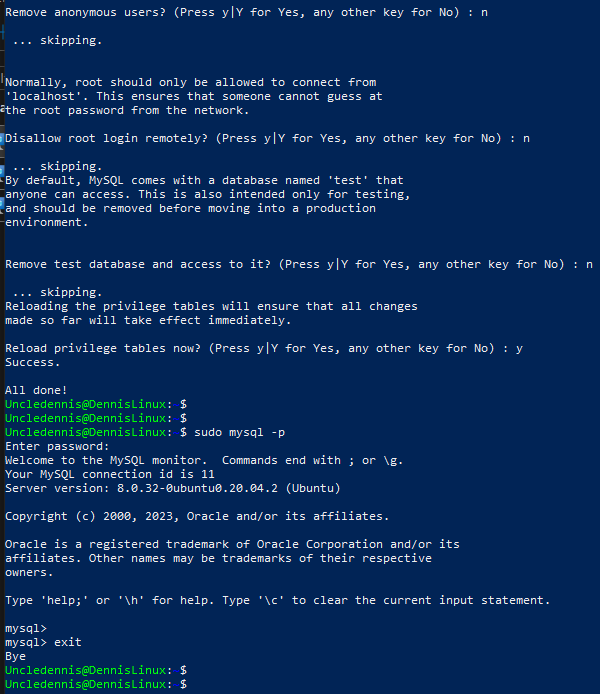 Remove anonymous users? (Press y|Y for Yes, any other key for No) : n
... skipping.
Normally, root should only be allowed to connect from
'localhost'. This ensures that someone cannot guess at
the root password from the network.
Disallow root login remotely? (Press y|Y for Yes, any other key for No) : n
... skipping.
By default, MySQL comes with a database named 'test' that
anyone can access. This is also intended only for testing,
and should be removed before moving into a production
environment.
Remove test database and access to it? (Press y|Y for Yes, any other key for No) : n
... skipping.
Reloading the privilege tables will ensure that all changes
made so far will take effect immediately.
Reload privilege tables now? (Press y|Y for Yes, any other key for No) : y
Success.
All done!
Uncledennis@DennisLinux: $
Uncledennis@DennisLinux: $
Uncledennis@DennisLinux: $ sudo mysql -p
Enter password:
Welcome to the MySQL monitor.  Commands end with ; or \g.
Your MySQL connection id is 11
Server version: 8.0.32-0ubuntu0.20.04.2 (Ubuntu)
Copyright (c) 2000, 2023, Oracle and/or its affiliates.
Oracle is a registered trademark of Oracle Corporation and/or its
affiliates. Other names may be trademarks of their respective
owners.
Type 'help;' or '\h' for help. Type '\c' to clear the current input statement.
mysql>
mysql> exit
Bye
Uncledennis@DennisLinux: $
Uncledennis@DennisLinux: $